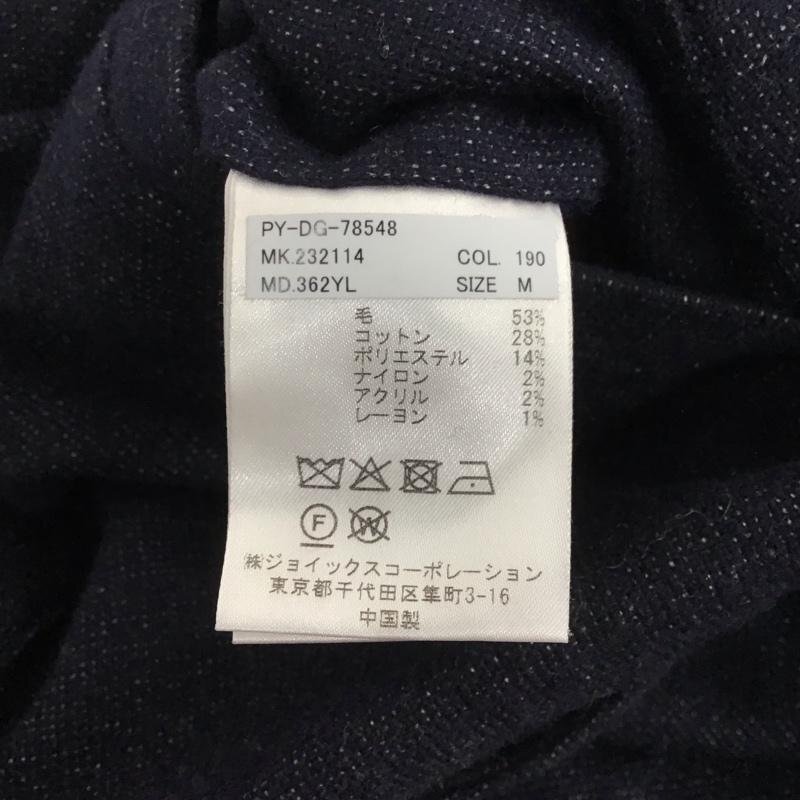 PY-DG-78548
MK.232114 COL. 190
MD.362YL SIZE M
毛 53%
コットン 28%
ポリエステル 14%
ナイロン 2%
アクリル 2%
レーヨン 1%
F W
㈱ジョイックスコーポレーション
東京都千代田区隼町3-16
中国製